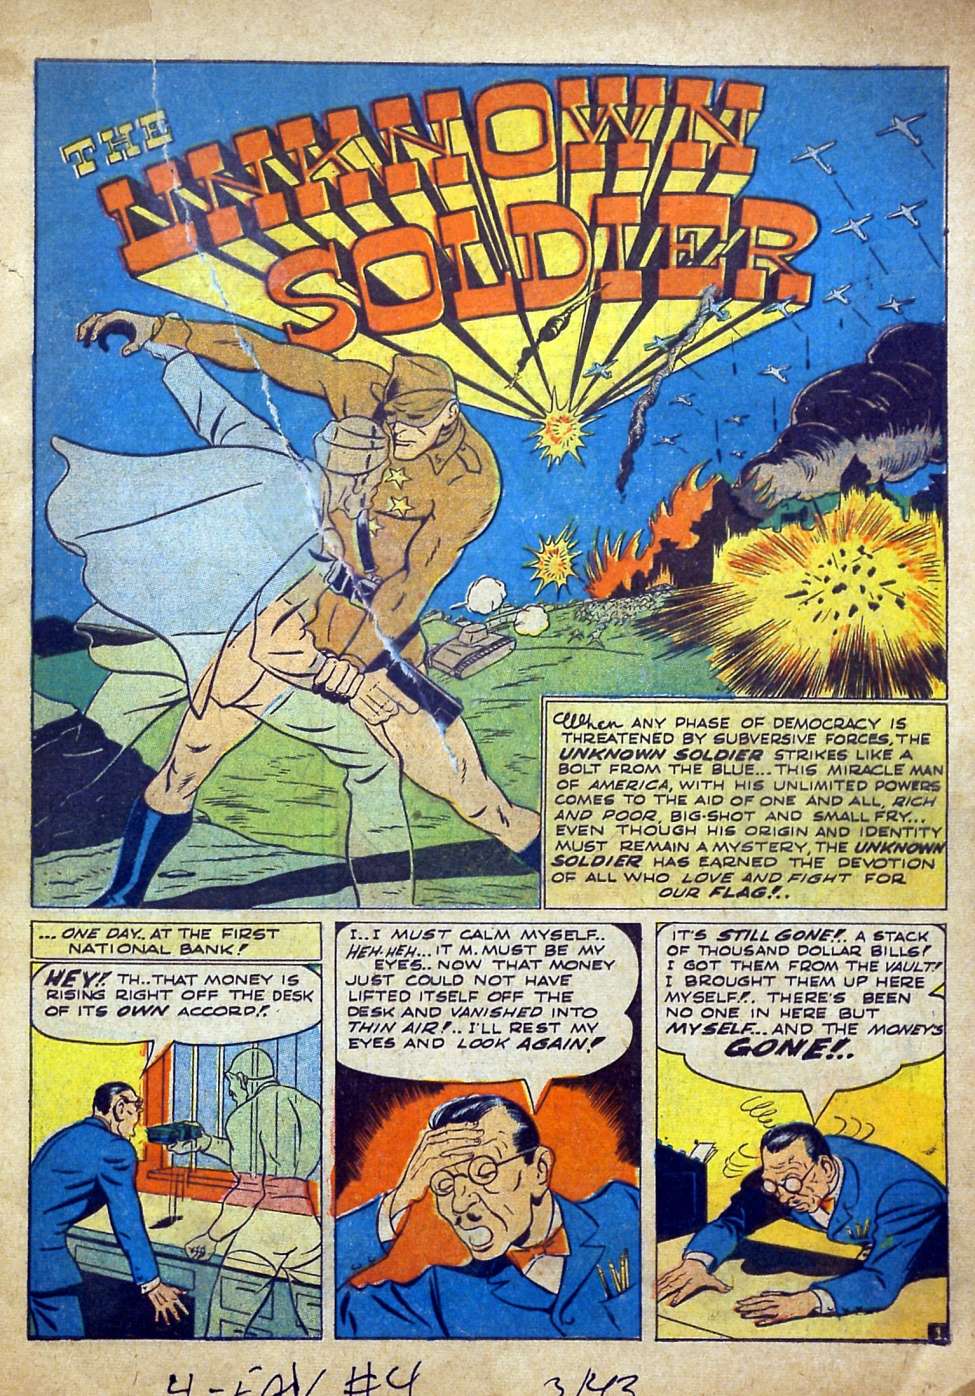 THE
UNKNOWN
SOLDIER
When ANY PHASE OF DEMOCRACY IS
THREATENED BY SUBVERSIVE FORCES, THE
UNKNOWN SOLDIER STRIKES LIKE A
BOLT FROM THE BLUE... THIS MIRACLE MAN
OF AMERICA, WITH HIS UNLIMITED POWERS
COMES TO THE AID OF ONE AND ALL, RICH
AND POOR, BIG-SHOT AND SMALL FRY...
EVEN THOUGH HIS ORIGIN AND IDENTITY
MUST REMAIN A MYSTERY, THE UNKNOWN
SOLDIER HAS EARNED THE DEVOTION
OF ALL WHO LOVE AND FIGHT FOR
OUR FLAG!..
...ONE DAY.. AT THE FIRST
NATIONAL BANK!
HEY! TH..THAT MONEY IS
RISING RIGHT OFF THE DESK
OF ITS OWN ACCORD!.
I..I MUST CALM MYSELF..
HEH-HEH... IT M.MUST BE MY
EYES.. NOW THAT MONEY
JUST COULD NOT HAVE
LIFTED ITSELF OFF THE
DESK AND VANISHED INTO
THIN AIR!.. I'LL REST MY
EYES AND LOOK AGAIN!
IT'S STILL GONE!.. A STACK
OF THOUSAND DOLLAR BILLS!
I GOT THEM FROM THE VAULT!
I BROUGHT THEM UP HERE
MYSELF!.. THERE'S BEEN
NO ONE IN HERE BUT
MYSELF... AND THE MONEY'S
GONE!..
1
4-FAV #4 3/43